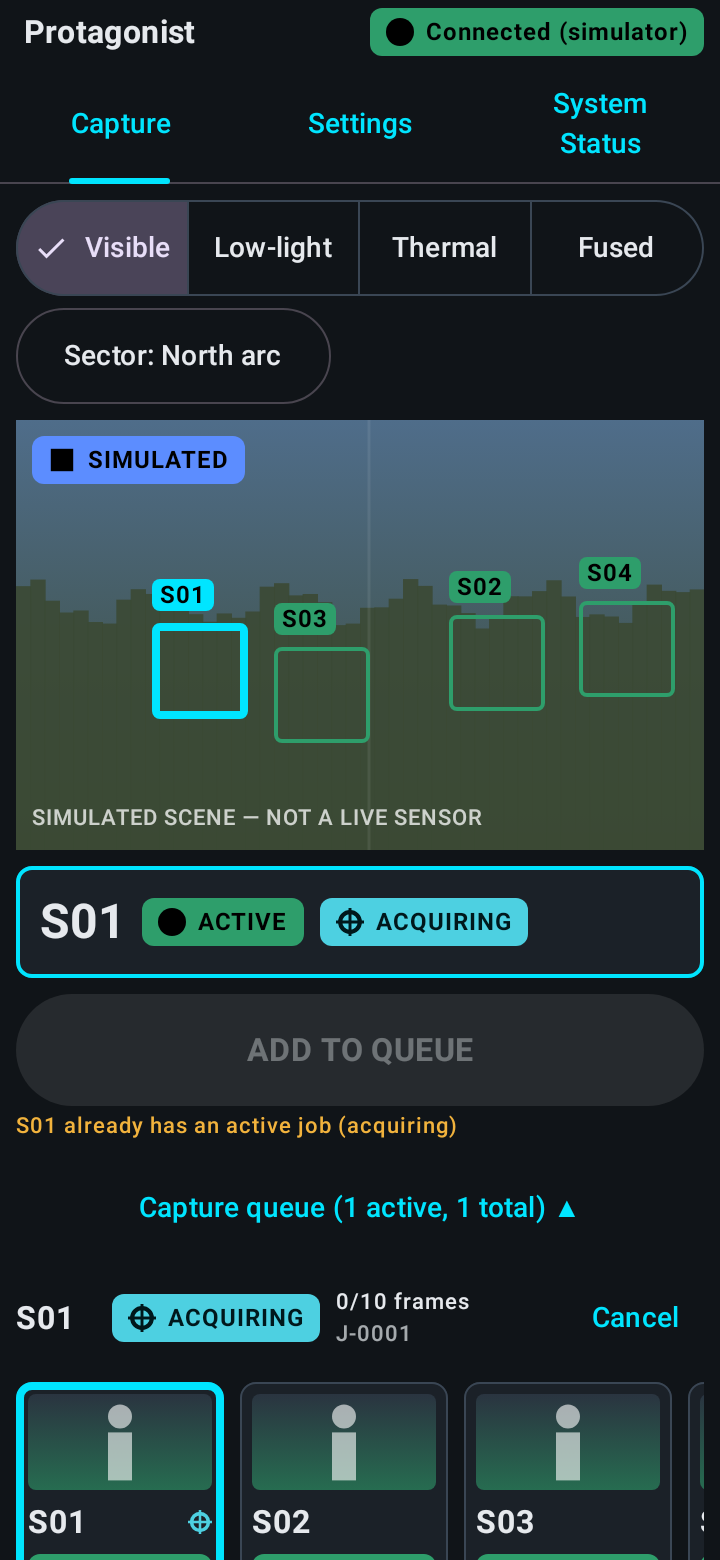 Protagonist
Connected (simulator)
Capture
Settings
System
Status
Visible
Low-light
Thermal
Fused
Sector: North arc
SIMULATED
S01
S03
S02
S04
SIMULATED SCENE — NOT A LIVE SENSOR
S01
ACTIVE
ACQUIRING
ADD TO QUEUE
S01 already has an active job (acquiring)
Capture queue (1 active, 1 total) ▲
S01
ACQUIRING
0/10 frames
J-0001
Cancel
S01
S02
S03